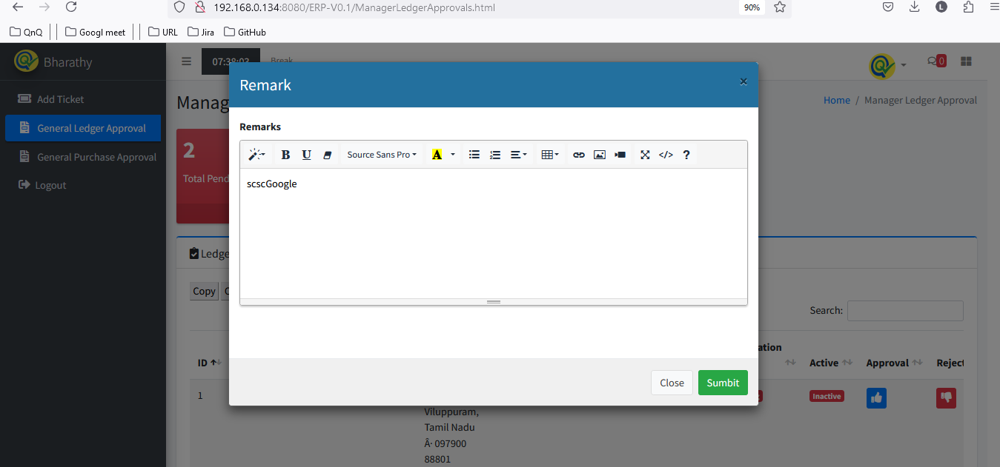 192.168.0.134:8080/ERP-V0.1/ManagerLedgerApprovals.html
90%
L
QnQ
Googl meet
URL
Jira
GitHub
Bharathy
07:38:03
Break
0
Add Ticket
General Ledger Approval
General Purchase Approval
Logout
Manag
Home / Manager Ledger Approval
2
Total Pend
Remark
×
Remarks
B U Source Sans Pro A </> ?
scscGoogle
Close
Sumbit
Ledge
Copy
C
Search:
ation
ID
Active
Approval
Reject
1
Inactive
Viluppuram,
Tamil Nadu
Â· 097900
88801